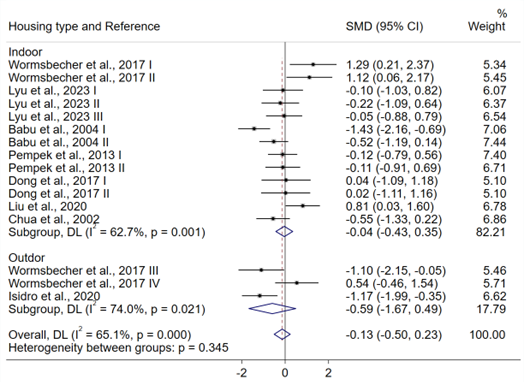 Housing type and Reference SMD (95% CI) % Weight
Indoor
Wormsbecher et al., 2017 I 1.29 (0.21, 2.37) 5.34
Wormsbecher et al., 2017 II 1.12 (0.06, 2.17) 5.45
Lyu et al., 2023 I -0.10 (-1.03, 0.82) 6.07
Lyu et al., 2023 II -0.22 (-1.09, 0.64) 6.37
Lyu et al., 2023 III -0.05 (-0.88, 0.79) 6.54
Babu et al., 2004 I -1.43 (-2.16, -0.69) 7.06
Babu et al., 2004 II -0.52 (-1.19, 0.14) 7.44
Pempek et al., 2013 I -0.12 (-0.79, 0.56) 7.40
Pempek et al., 2013 II -0.11 (-0.91, 0.69) 6.71
Dong et al., 2017 I 0.04 (-1.09, 1.18) 5.10
Dong et al., 2017 II 0.02 (-1.11, 1.16) 5.10
Liu et al., 2020 0.81 (0.03, 1.60) 6.78
Chua et al., 2002 -0.55 (-1.33, 0.22) 6.86
Subgroup, DL (I² = 62.7%, p = 0.001) -0.04 (-0.43, 0.35) 82.21
Outdor
Wormsbecher et al., 2017 III -1.10 (-2.15, -0.05) 5.46
Wormsbecher et al., 2017 IV 0.54 (-0.46, 1.54) 5.71
Isidro et al., 2020 -1.17 (-1.99, -0.35) 6.62
Subgroup, DL (I² = 74.0%, p = 0.021) -0.59 (-1.67, 0.49) 17.79
Overall, DL (I² = 65.1%, p = 0.000) -0.13 (-0.50, 0.23) 100.00
Heterogeneity between groups: p = 0.345
-2 -1 0 1 2